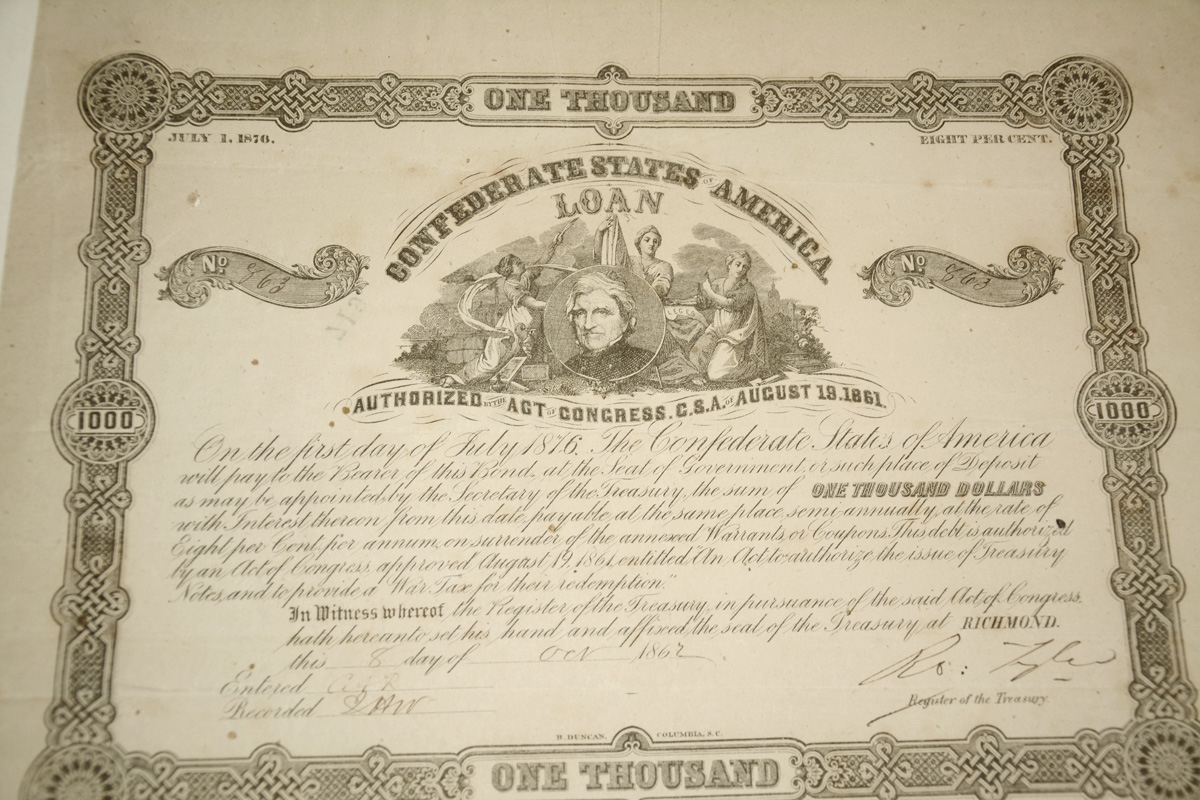 ONE THOUSAND
JULY 1, 1876. EIGHT PER CENT.
CONFEDERATE STATES OF AMERICA
LOAN
No 763 No 763
AUTHORIZED BY THE ACT OF CONGRESS. C.S.A. OF AUGUST 19. 1861.
1000 1000
On the first day of July 1876. The Confederate States of America
will pay to the Bearer of this Bond, at the Seat of Government, or such place of Deposit
as may be appointed by the Secretary of the Treasury, the sum of ONE THOUSAND DOLLARS
with Interest thereon from this date, payable at the same place, semi-annually, at the rate of
Eight per Cent. per annum, on surrender of the annexed Warrants, or Coupons. This debt is authorized
by an Act of Congress, approved August 19, 1861, entitled "An Act to authorize the issue of Treasury
Notes, and to provide a War Tax for their redemption."
In Witness whereof the Register of the Treasury, in pursuance of the said Act of Congress,
hath hereunto set his hand and affixed the seal of the Treasury at RICHMOND.
this 8 day of Oct 1862
Entered
Recorded
Ro: Tyler
Register of the Treasury.
B. DUNCAN, COLUMBIA, S.C.
ONE THOUSAND